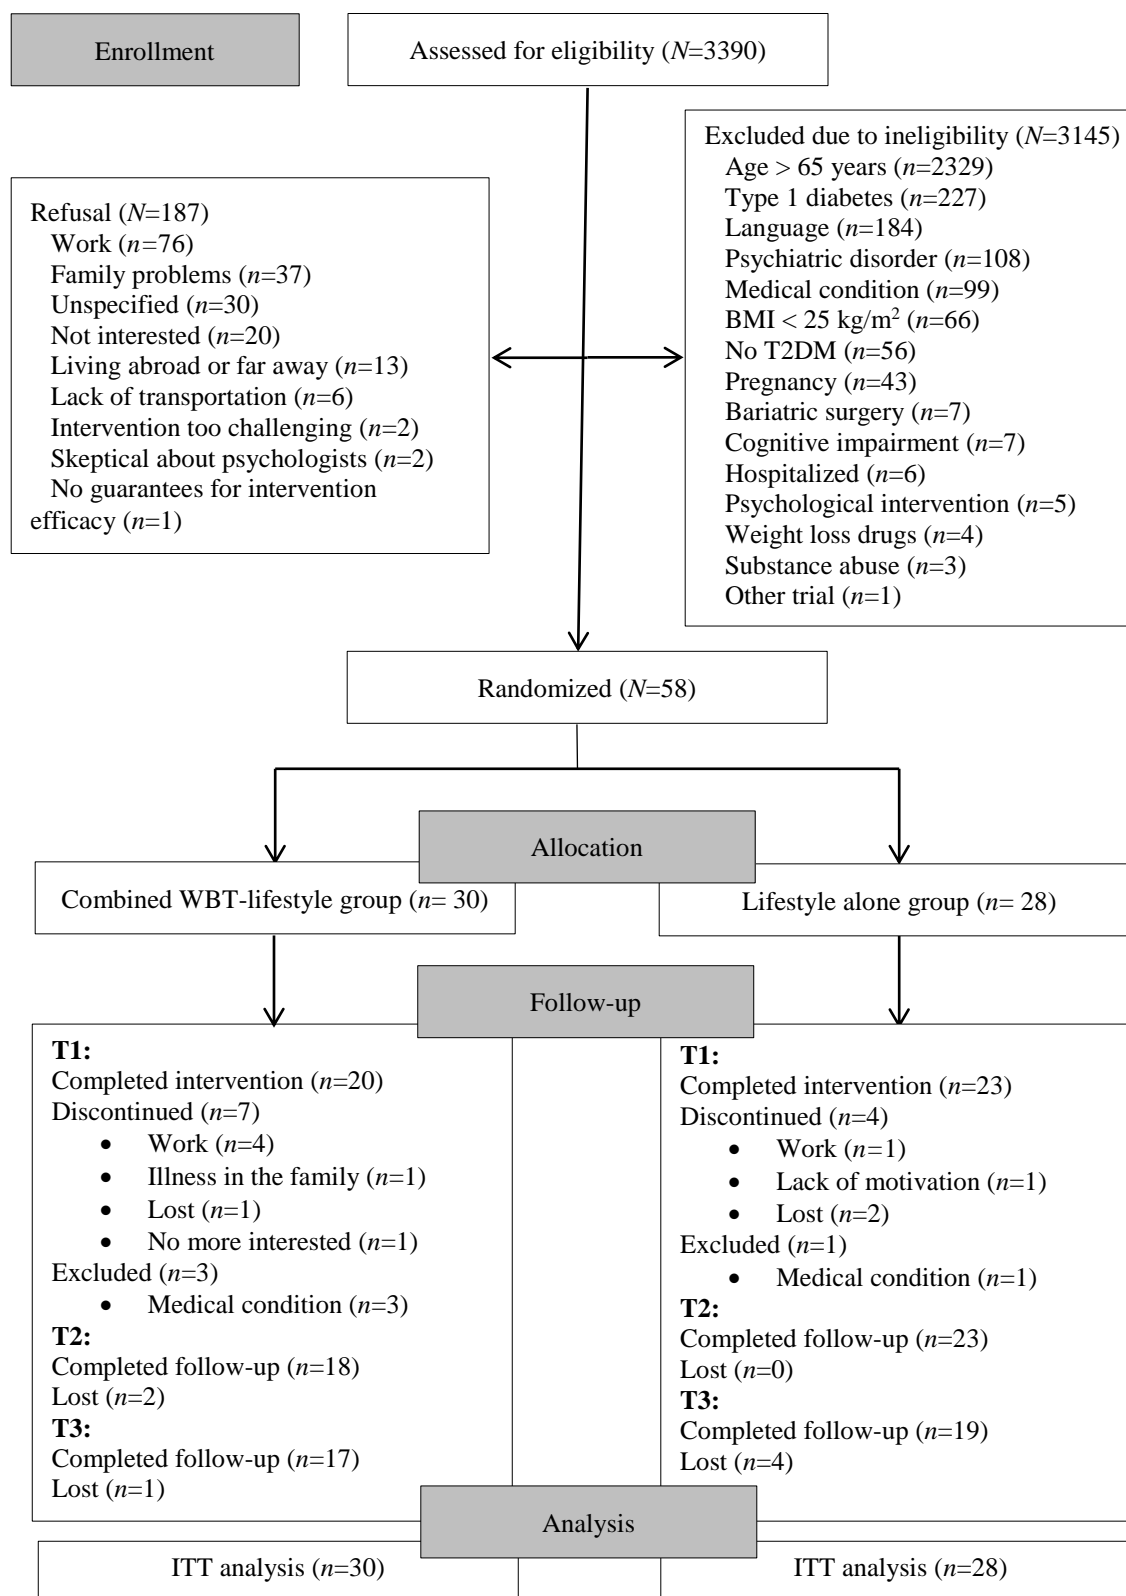 Enrollment
Assessed for eligibility (N=3390)
Excluded due to ineligibility (N=3145)
Age > 65 years (n=2329)
Type 1 diabetes (n=227)
Language (n=184)
Psychiatric disorder (n=108)
Medical condition (n=99)
BMI < 25 kg/m² (n=66)
No T2DM (n=56)
Pregnancy (n=43)
Bariatric surgery (n=7)
Cognitive impairment (n=7)
Hospitalized (n=6)
Psychological intervention (n=5)
Weight loss drugs (n=4)
Substance abuse (n=3)
Other trial (n=1)
Refusal (N=187)
Work (n=76)
Family problems (n=37)
Unspecified (n=30)
Not interested (n=20)
Living abroad or far away (n=13)
Lack of transportation (n=6)
Intervention too challenging (n=2)
Skeptical about psychologists (n=2)
No guarantees for intervention
efficacy (n=1)
Randomized (N=58)
Allocation
Combined WBT-lifestyle group (n= 30)
Lifestyle alone group (n= 28)
Follow-up
T1:
Completed intervention (n=20)
Discontinued (n=7)
• Work (n=4)
• Illness in the family (n=1)
• Lost (n=1)
• No more interested (n=1)
Excluded (n=3)
• Medical condition (n=3)
T2:
Completed follow-up (n=18)
Lost (n=2)
T3:
Completed follow-up (n=17)
Lost (n=1)
T1:
Completed intervention (n=23)
Discontinued (n=4)
• Work (n=1)
• Lack of motivation (n=1)
• Lost (n=2)
Excluded (n=1)
• Medical condition (n=1)
T2:
Completed follow-up (n=23)
Lost (n=0)
T3:
Completed follow-up (n=19)
Lost (n=4)
Analysis
ITT analysis (n=30)
ITT analysis (n=28)